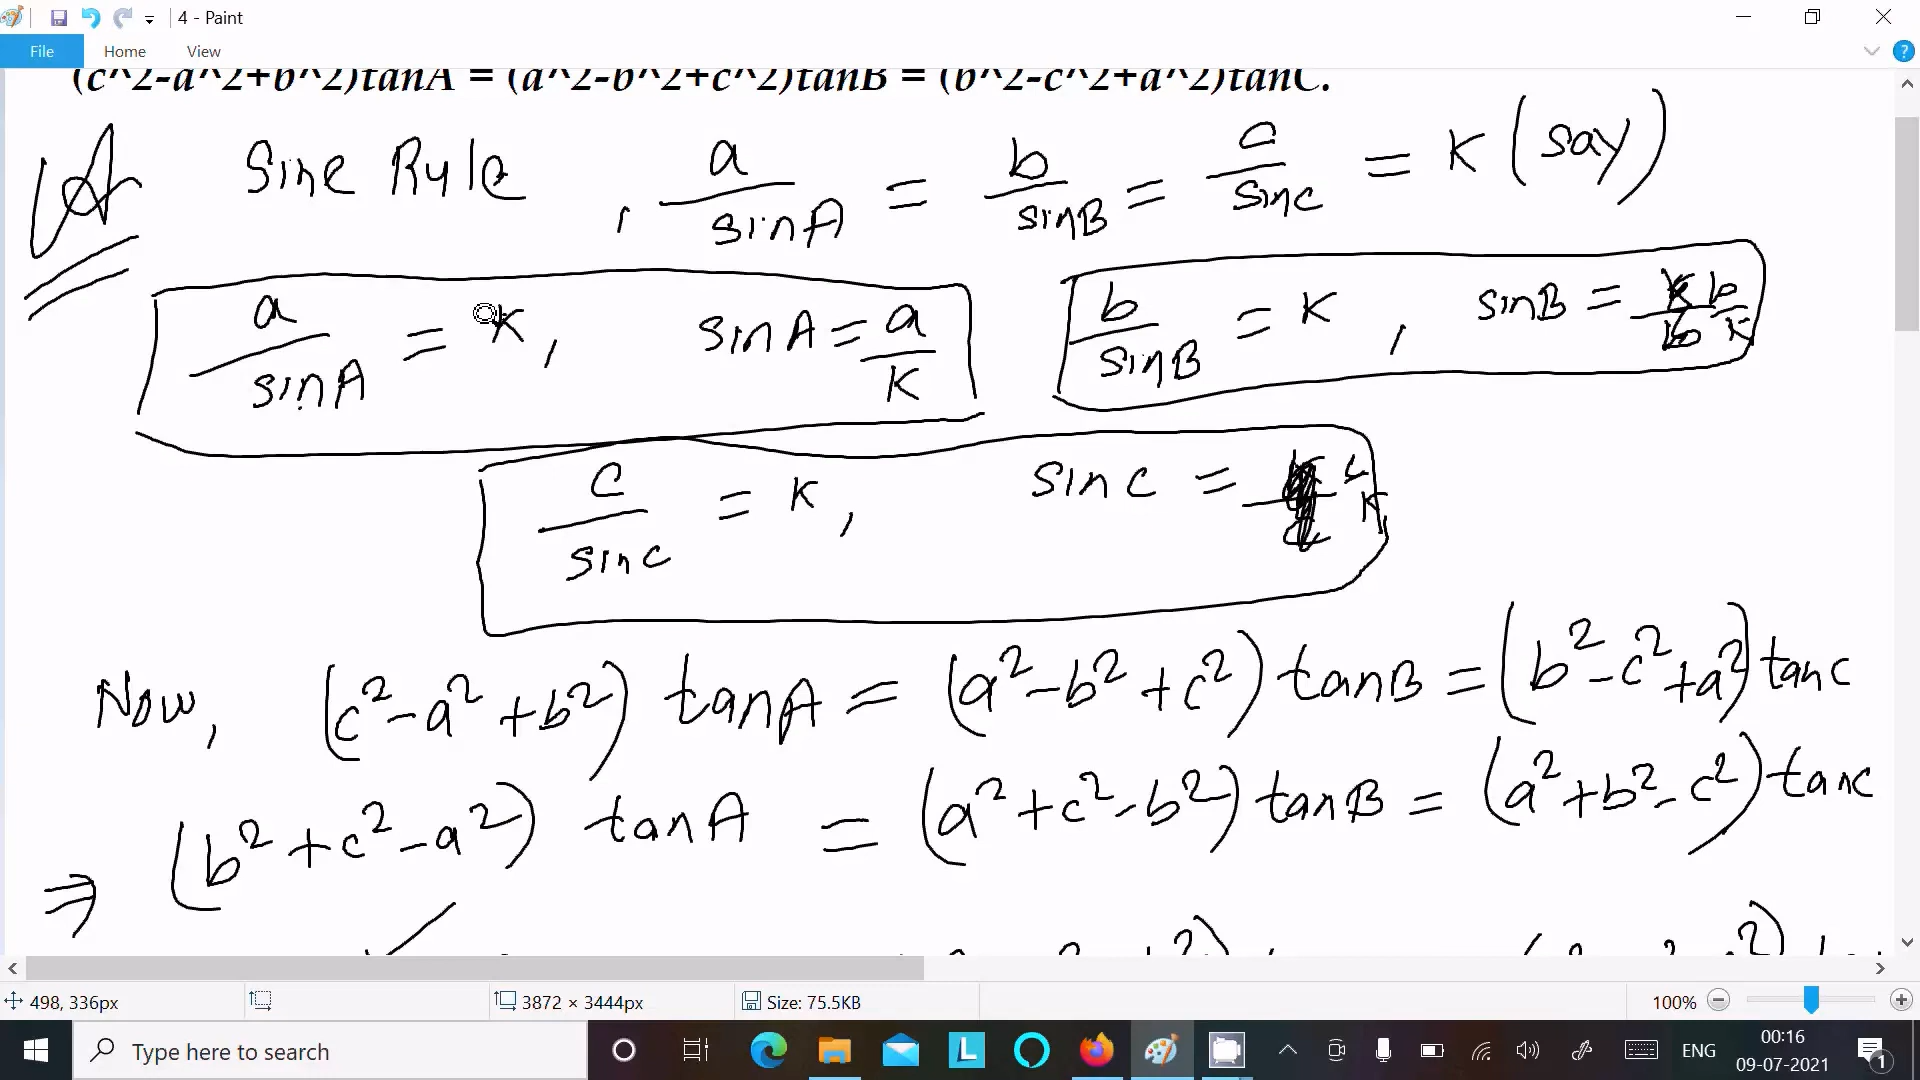 4 - Paint
File Home View
(c^2-a^2+b^2)tanA = (a^2-b^2+c^2)tanB = (b^2-c^2+a^2)tanC.
A Sine Rule , a/sinA = b/sinB = c/sinc = K (say)
a/sinA = K, sinA = a/K
b/sinB = K, sinB = b/K
c/sinc = K, sinc = c/K
Now, (c²-a²+b²) tanA = (a²-b²+c²) tanB = (b²-c²+a²) tanc
⇒ (b²+c²-a²) tanA = (a²+c²-b²) tanB = (a²+b²-c²) tanc
498, 336px 3872 × 3444px Size: 75.5KB 100%
Type here to search
L
ENG
00:16
09-07-2021
1